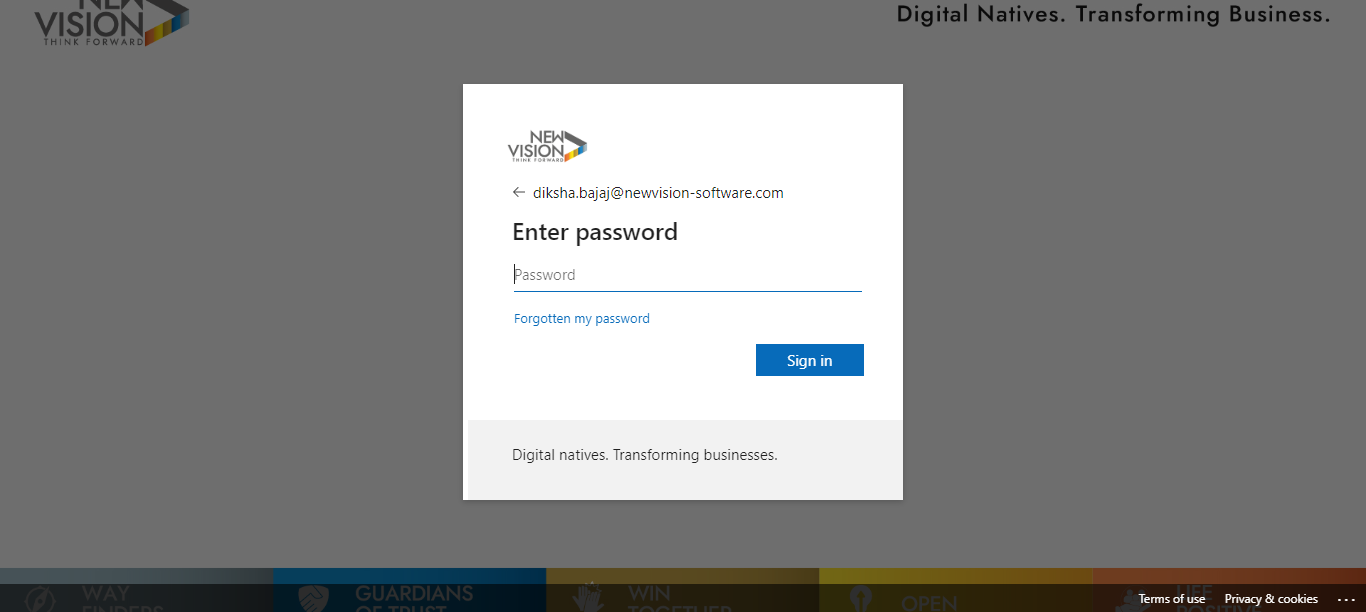 NEW
VISION
THINK FORWARD
Digital Natives. Transforming Business.
NEW
VISION
THINK FORWARD
diksha.bajaj@newvision-software.com
Enter password
Password
Forgotten my password
Sign in
Digital natives. Transforming businesses.
WAY
FINDERS
GUARDIANS
OF TRUST
WIN
TOGETHER
OPEN
LIFE
POSITIVE
Terms of use
Privacy & cookies
...